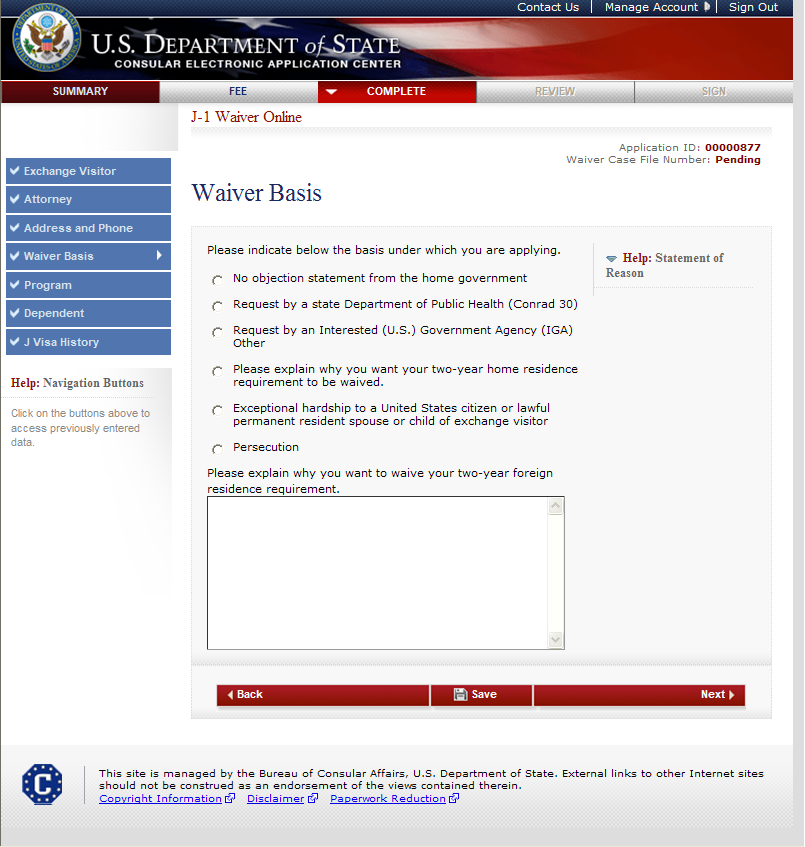 Contact Us
Manage Account
Sign Out
U.S. DEPARTMENT of STATE
CONSULAR ELECTRONIC APPLICATION CENTER
SUMMARY
FEE
COMPLETE
REVIEW
SIGN
J-1 Waiver Online
Application ID: 00000877
Waiver Case File Number: Pending
Exchange Visitor
Attorney
Address and Phone
Waiver Basis
Program
Dependent
J Visa History
Help: Navigation Buttons
Click on the buttons above to
access previously entered
data.
Waiver Basis
Please indicate below the basis under which you are applying.
No objection statement from the home government
Request by a state Department of Public Health (Conrad 30)
Request by an Interested (U.S.) Government Agency (IGA)
Other
Please explain why you want your two-year home residence
requirement to be waived.
Exceptional hardship to a United States citizen or lawful
permanent resident spouse or child of exchange visitor
Persecution
Please explain why you want to waive your two-year foreign
residence requirement.
Help: Statement of
Reason
Back
Save
Next
C
This site is managed by the Bureau of Consular Affairs, U.S. Department of State. External links to other Internet sites
should not be construed as an endorsement of the views contained therein.
Copyright Information
Disclaimer
Paperwork Reduction